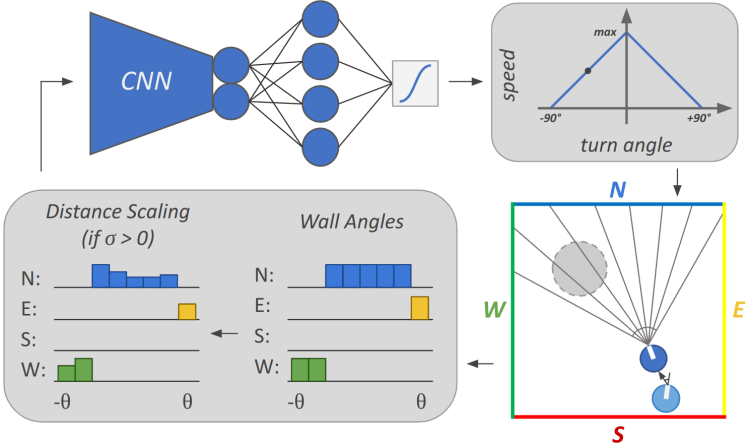 CNN
speed
max
-90°
+90°
turn angle
Distance Scaling
(if σ > 0)
N:
E:
S:
W:
-θ
θ
Wall Angles
N:
E:
S:
W:
-θ
θ
N
W
E
S